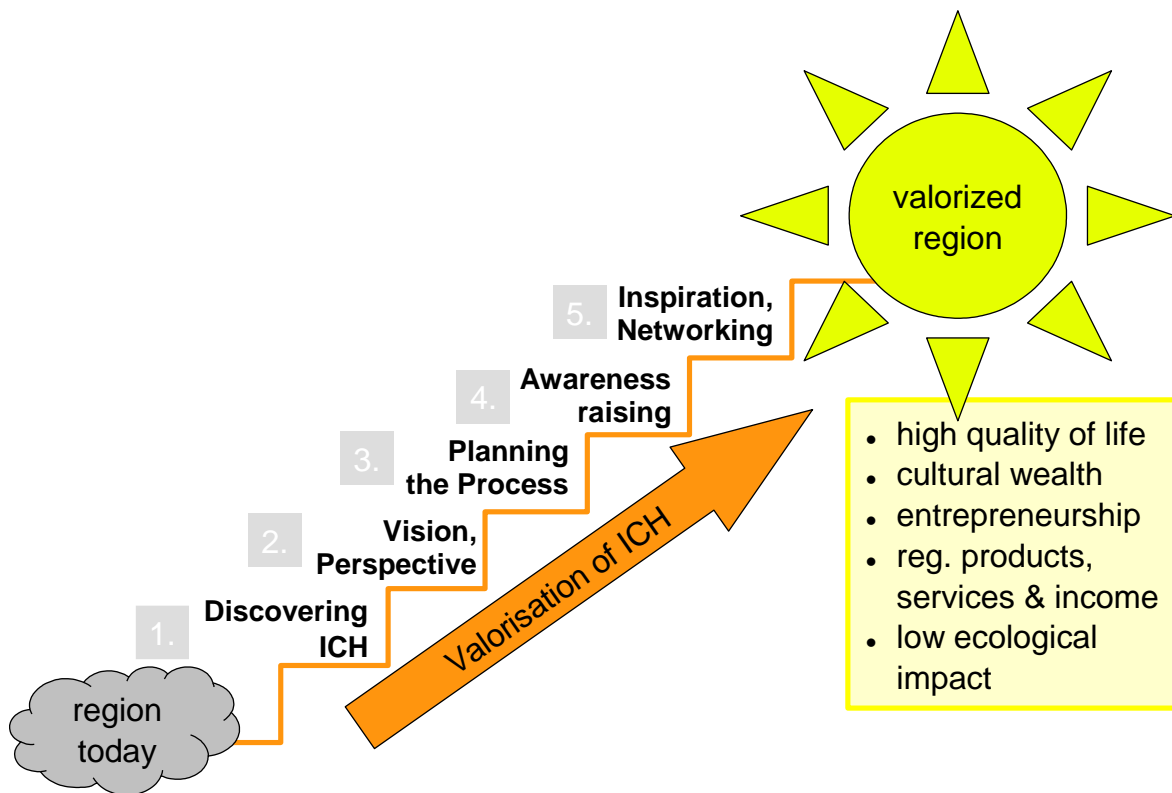 valorized
region
5.
Inspiration,
Networking
4.
Awareness
raising
3.
Planning
the Process
2.
Vision,
Perspective
1.
Discovering
ICH
region
today
Valorisation of ICH
• high quality of life
• cultural wealth
• entrepreneurship
• reg. products,
services & income
• low ecological
impact